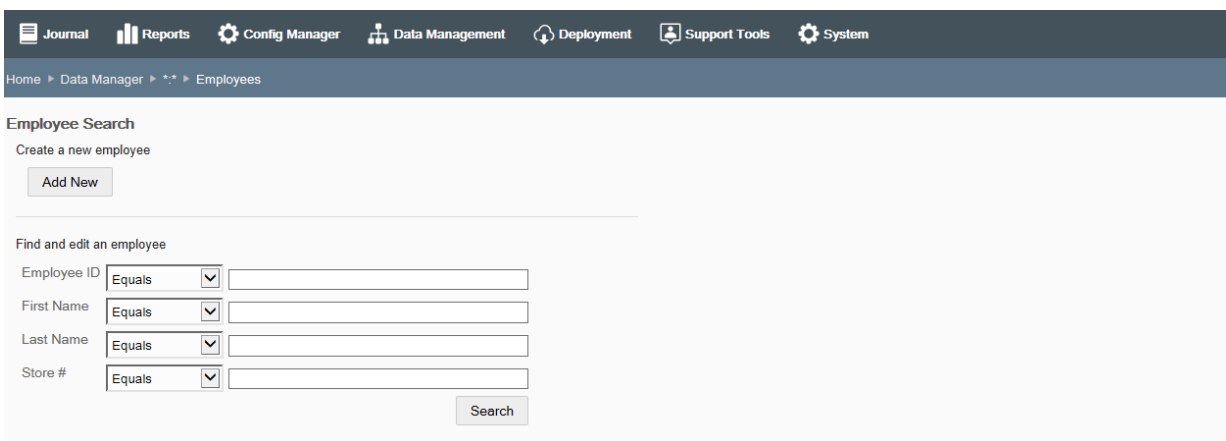 Journal Reports Config Manager Data Management Deployment Support Tools System
Home ▸ Data Manager ▸ *:* ▸ Employees
Employee Search
Create a new employee
Add New
Find and edit an employee
Employee ID Equals
First Name Equals
Last Name Equals
Store # Equals
Search